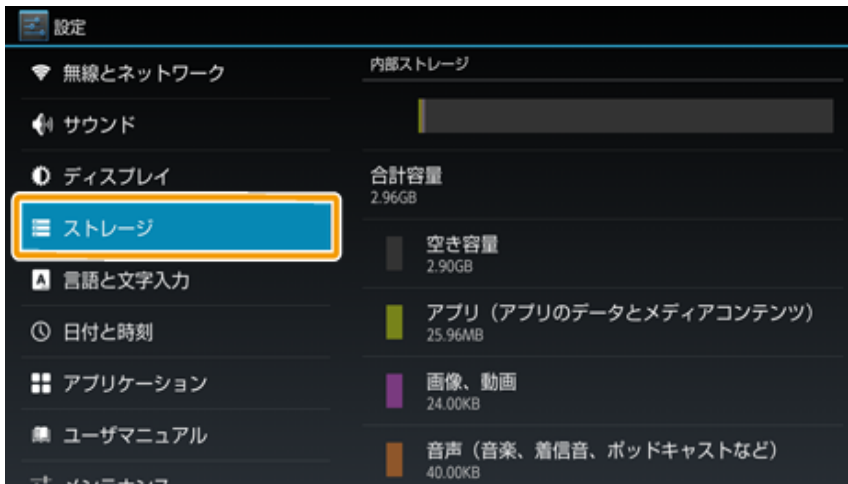 設定
無線とネットワーク
サウンド
ディスプレイ
ストレージ
言語と文字入力
日付と時刻
アプリケーション
ユーザマニュアル
メンテナンス
内部ストレージ
合計容量
2.96GB
空き容量
2.90GB
アプリ（アプリのデータとメディアコンテンツ）
25.96MB
画像、動画
24.00KB
音声（音楽、着信音、ポッドキャストなど）
40.00KB